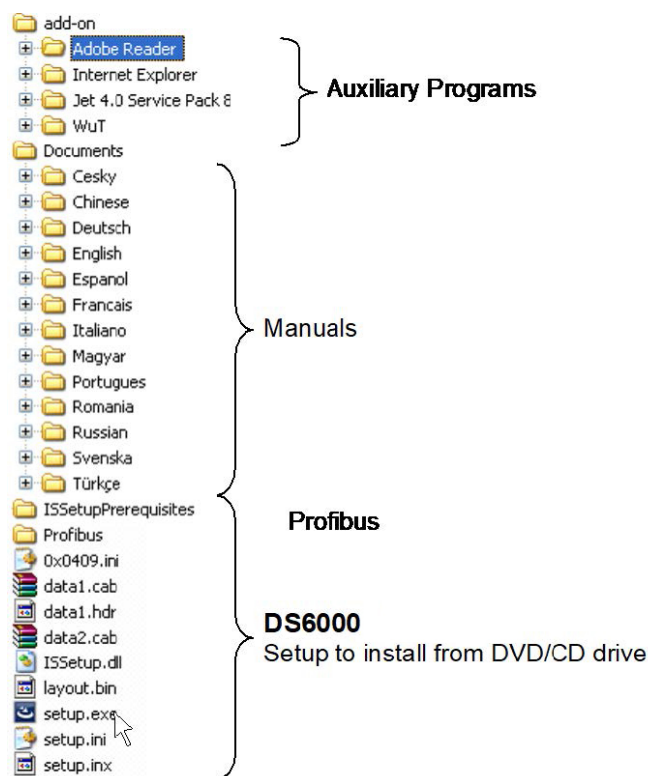 add-on
Adobe Reader
Internet Explorer
Jet 4.0 Service Pack 8
WuT
Auxiliary Programs
Documents
Cesky
Chinese
Deutsch
English
Espanol
Francais
Italiano
Magyar
Portugues
Romania
Russian
Svenska
Türkçe
Manuals
ISSetupPrerequisites
Profibus
Profibus
0x0409.ini
data1.cab
data1.hdr
data2.cab
ISSetup.dll
layout.bin
setup.exe
setup.ini
setup.inx
DS6000
Setup to install from DVD/CD drive